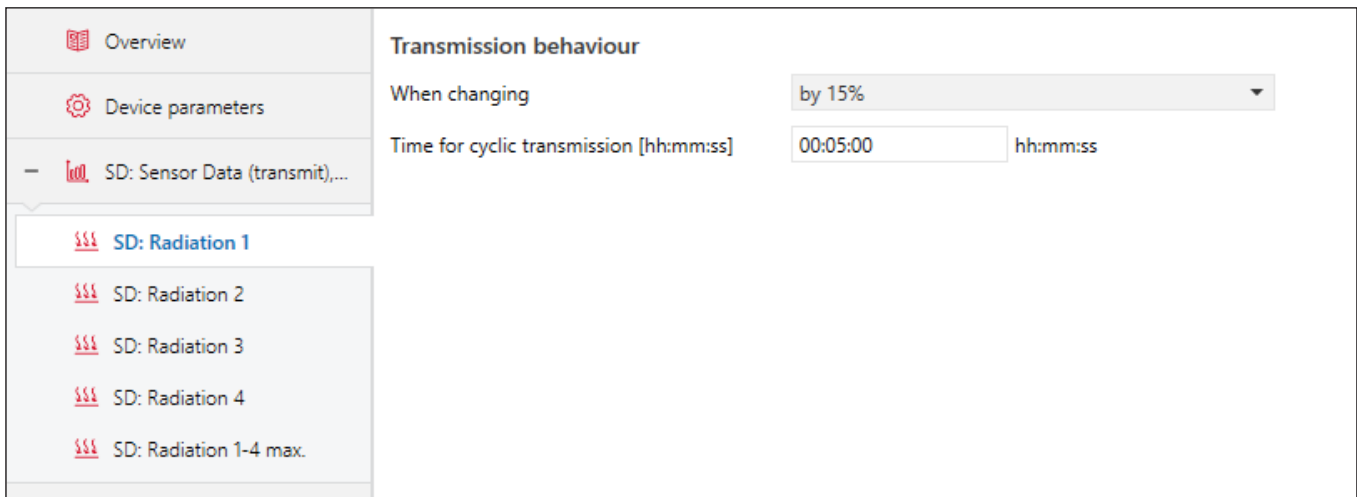 Overview
Device parameters
SD: Sensor Data (transmit),...
SD: Radiation 1
SD: Radiation 2
SD: Radiation 3
SD: Radiation 4
SD: Radiation 1-4 max.
Transmission behaviour
When changing by 15%
Time for cyclic transmission [hh:mm:ss] 00:05:00 hh:mm:ss